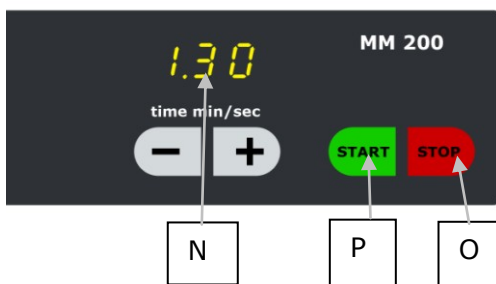 1.30
MM 200
time min/sec
- +
START STOP
N P O